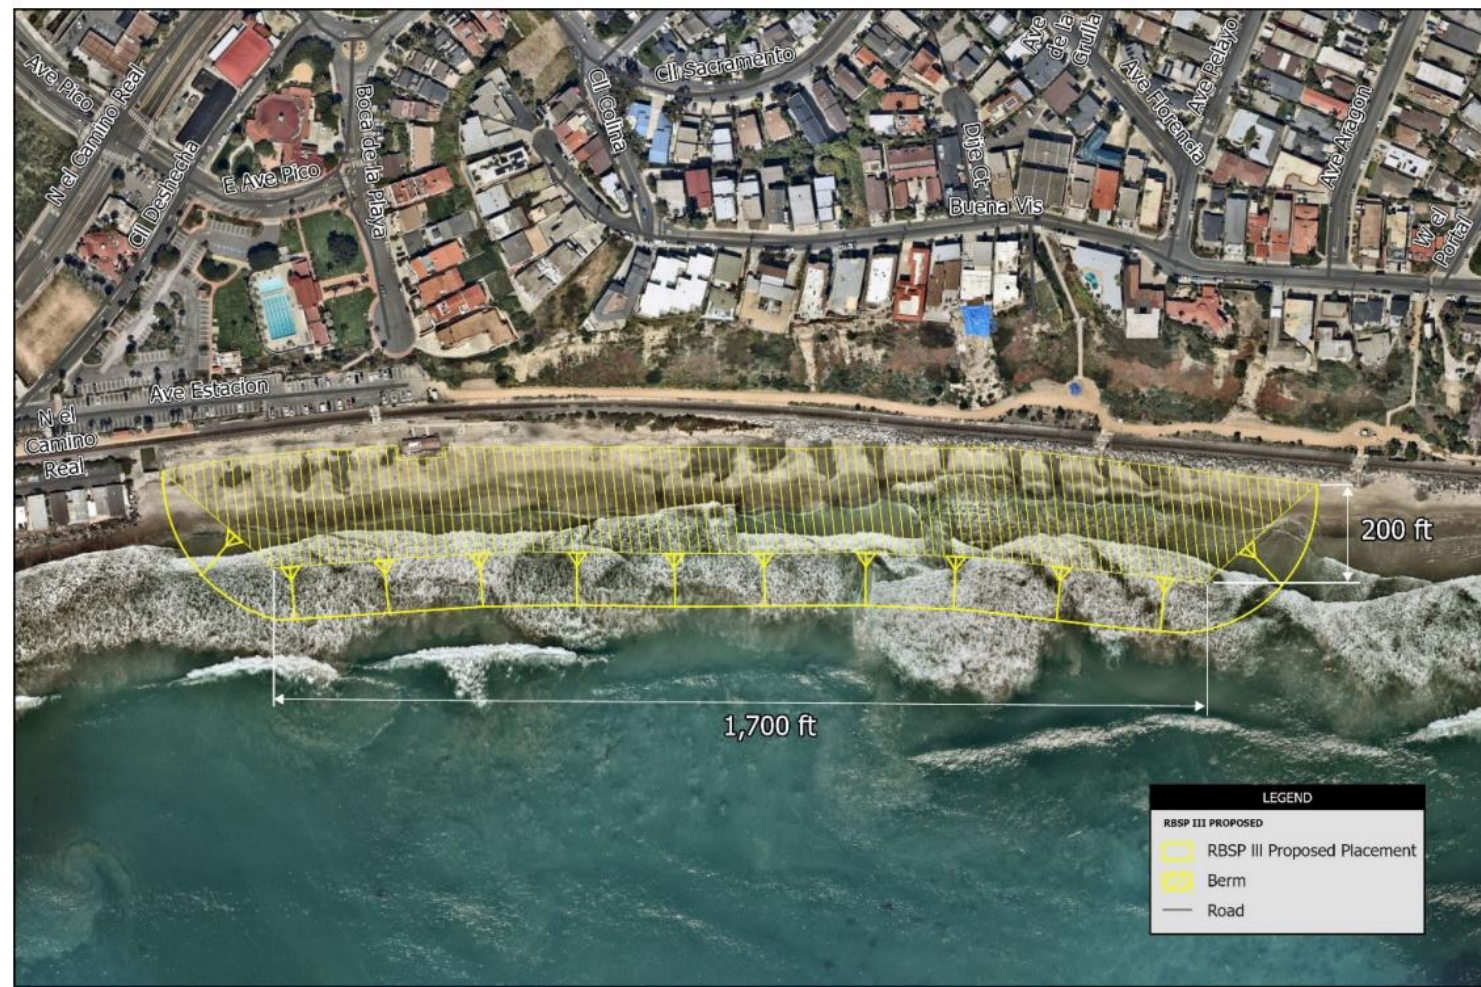 Ave Pico
N el Camino Real
Cll Deshecha
E Ave Pico
Boca de la Playa
Cll Colina
Cll Sacramento
Dije Ct
Buena Vis
Ave
de la
Grulla
Ave Florencia
Ave Pelayo
Ave Aragon
W el
Portal
Ave Estacion
N el
Camino
Real
200 ft
1,700 ft
LEGEND
RBSP III PROPOSED
RBSP III Proposed Placement
Berm
Road